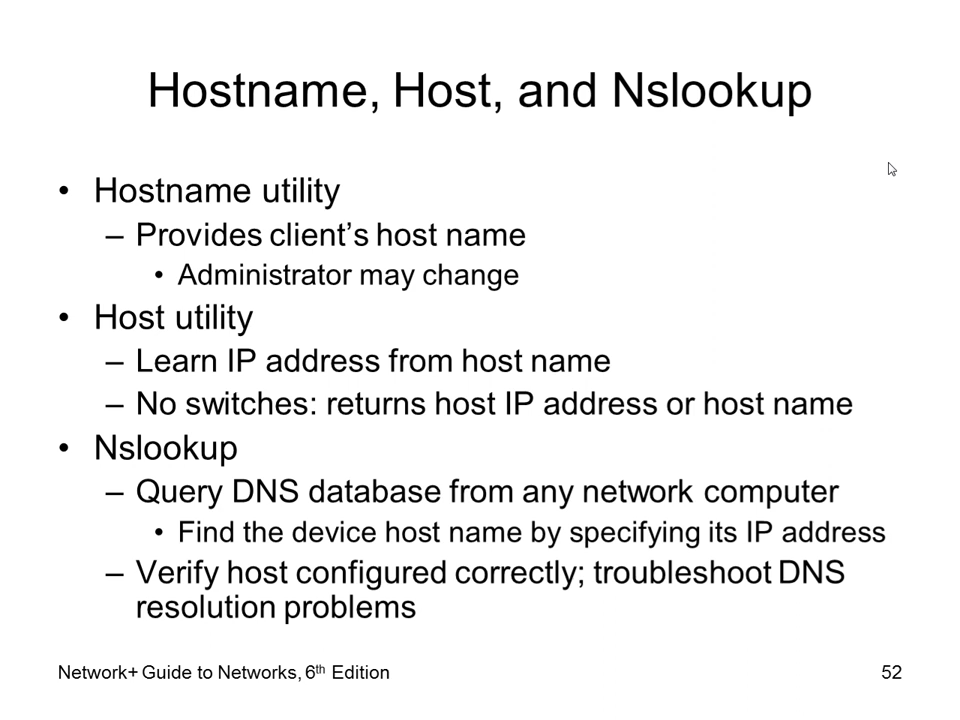 Hostname, Host, and Nslookup
• Hostname utility
– Provides client’s host name
• Administrator may change
• Host utility
– Learn IP address from host name
– No switches: returns host IP address or host name
• Nslookup
– Query DNS database from any network computer
• Find the device host name by specifying its IP address
– Verify host configured correctly; troubleshoot DNS
resolution problems
Network+ Guide to Networks, 6th Edition
52